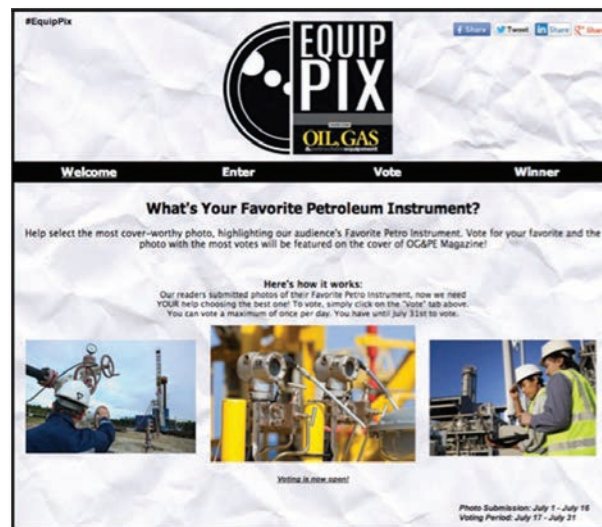 #EquipPix
Share Tweet Share Share
EQUIP
PIX
OIL, GAS
Welcome Enter Vote Winner
What's Your Favorite Petroleum Instrument?
Help select the most cover-worthy photo, highlighting our audience's Favorite Petro Instrument. Vote for your favorite and the
photo with the most votes will be featured on the cover of OG&PE Magazine!
Here's how it works:
Our readers submitted photos of their Favorite Petro Instrument, now we need
YOUR help choosing the best one! To vote, simply click on the "Vote" tab above.
You can vote a maximum of once per day. You have until July 31st to vote.
Voting is now open!
Photo Submission: July 1 - July 16
Voting Period: July 17 - July 31